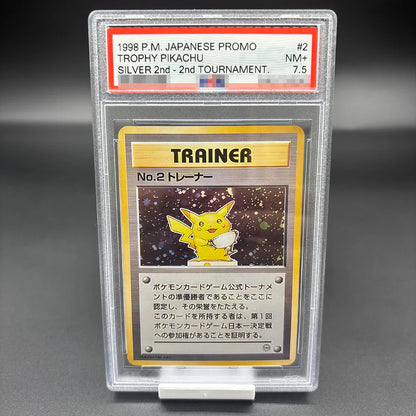 1998 P.M. JAPANESE PROMO #2
TROPHY PIKACHU NM+
SILVER 2nd - 2nd TOURNAMENT. 7.5
TRAINER
No.2 トレーナー
ポケモンカードゲーム公式トーナメ
ントの準優勝者であることをここに
認定し、その栄誉をたたえる。
このカードを所持する者は、第1回
ポケモンカードゲーム日本一決定戦
への参加権があることを証明する。